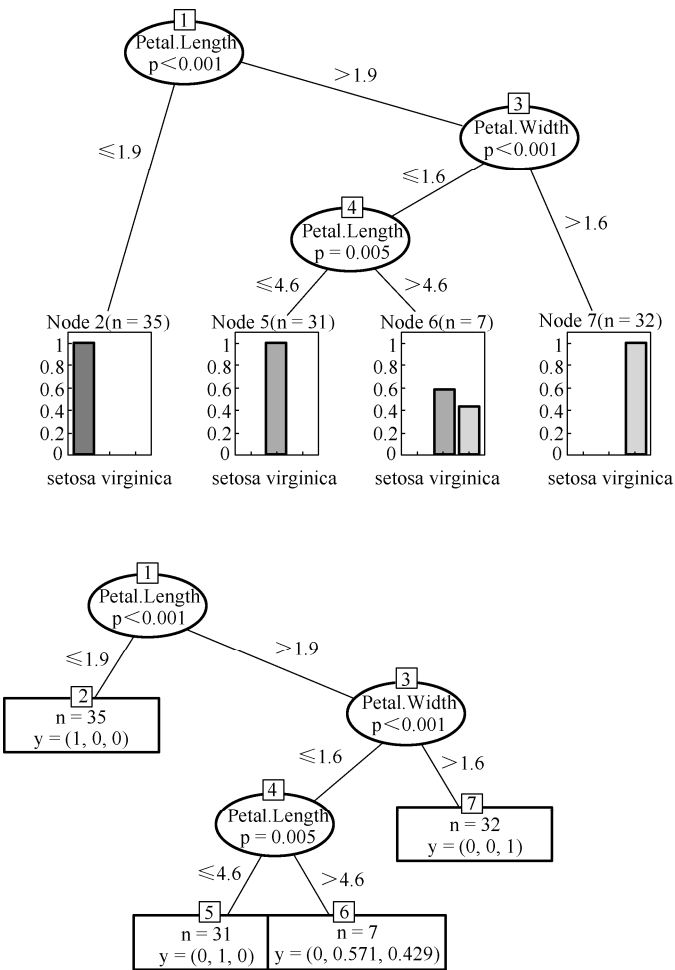 1
Petal.Length
p<0.001
>1.9
≤1.9
3
Petal.Width
p<0.001
≤1.6
>1.6
4
Petal.Length
p = 0.005
≤4.6
>4.6
Node 2(n = 35)
1
0.8
0.6
0.4
0.2
0
setosa virginica
Node 5(n = 31)
1
0.8
0.6
0.4
0.2
0
setosa virginica
Node 6(n = 7)
1
0.8
0.6
0.4
0.2
0
setosa virginica
Node 7(n = 32)
1
0.8
0.6
0.4
0.2
0
setosa virginica
1
Petal.Length
p<0.001
≤1.9
>1.9
2
n = 35
y = (1, 0, 0)
3
Petal.Width
p<0.001
≤1.6
>1.6
4
Petal.Length
p = 0.005
7
n = 32
y = (0, 0, 1)
≤4.6
>4.6
5
n = 31
y = (0, 1, 0)
6
n = 7
y = (0, 0.571, 0.429)